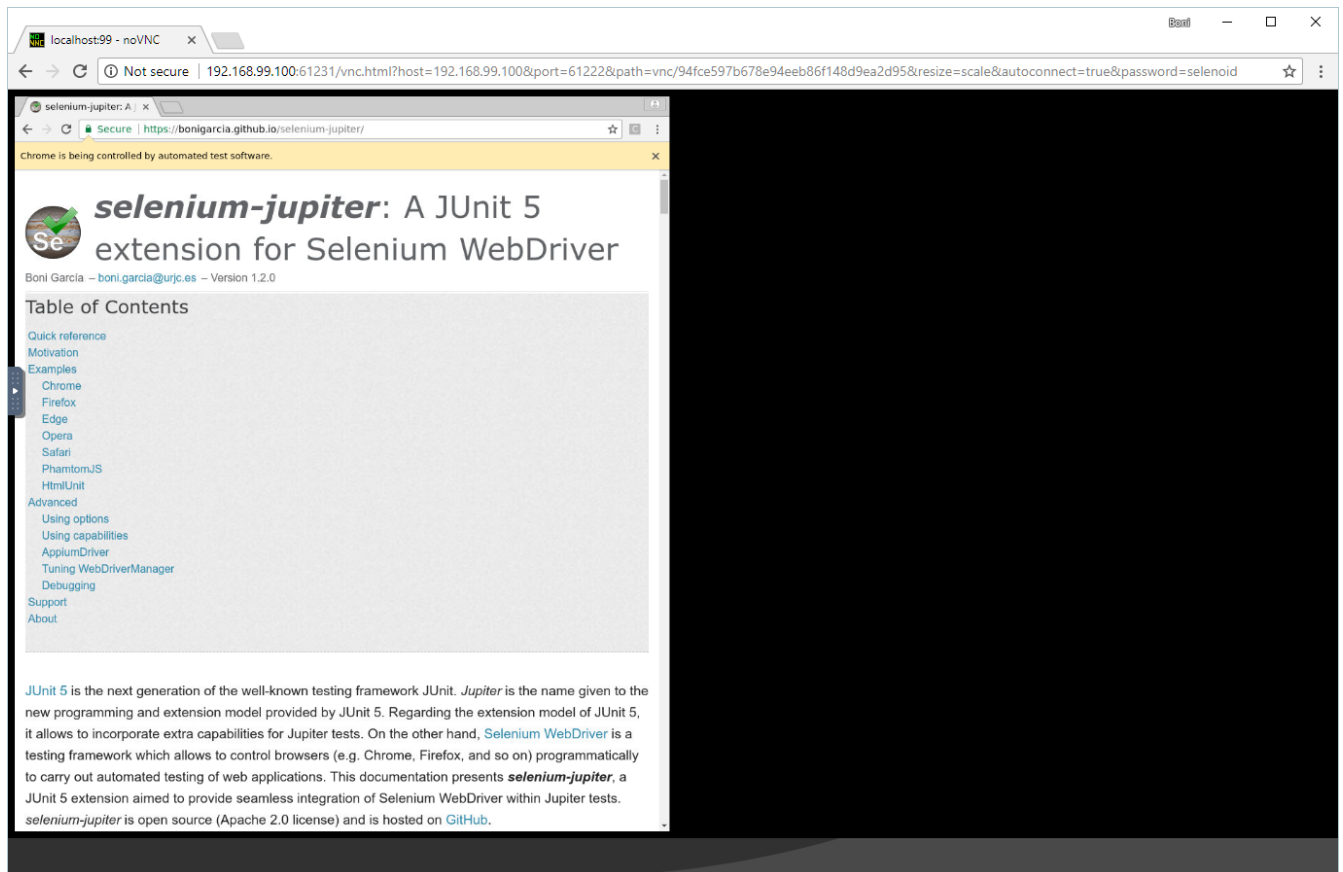 Boni
NO VNC localhost:99 - noVNC
Not secure | 192.168.99.100:61231/vnc.html?host=192.168.99.100&port=61222&path=vnc/94fce597b678e94eeb86f148d9ea2d95&resize=scale&autoconnect=true&password=selenoid
selenium-jupiter: A J
Secure | https://bonigarcia.github.io/selenium-jupiter/
Chrome is being controlled by automated test software.
Se
selenium-jupiter: A JUnit 5
extension for Selenium WebDriver
Boni García – boni.garcia@urjc.es – Version 1.2.0
Table of Contents
Quick reference
Motivation
Examples
Chrome
Firefox
Edge
Opera
Safari
PhamtomJS
HtmlUnit
Advanced
Using options
Using capabilities
AppiumDriver
Tuning WebDriverManager
Debugging
Support
About
JUnit 5 is the next generation of the well-known testing framework JUnit. Jupiter is the name given to the
new programming and extension model provided by JUnit 5. Regarding the extension model of JUnit 5,
it allows to incorporate extra capabilities for Jupiter tests. On the other hand, Selenium WebDriver is a
testing framework which allows to control browsers (e.g. Chrome, Firefox, and so on) programmatically
to carry out automated testing of web applications. This documentation presents selenium-jupiter, a
JUnit 5 extension aimed to provide seamless integration of Selenium WebDriver within Jupiter tests.
selenium-jupiter is open source (Apache 2.0 license) and is hosted on GitHub.